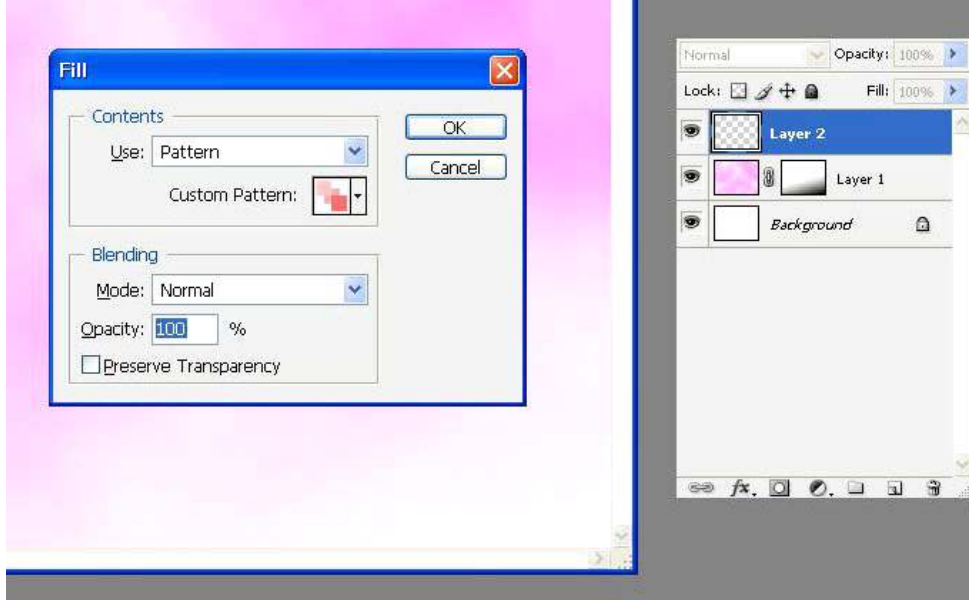 Fill
Contents
Use: Pattern
Custom Pattern:
Blending
Mode: Normal
Opacity: 100 %
Preserve Transparency
OK
Cancel
Normal Opacity: 100%
Lock: Fill: 100%
Layer 2
Layer 1
Background
fx.